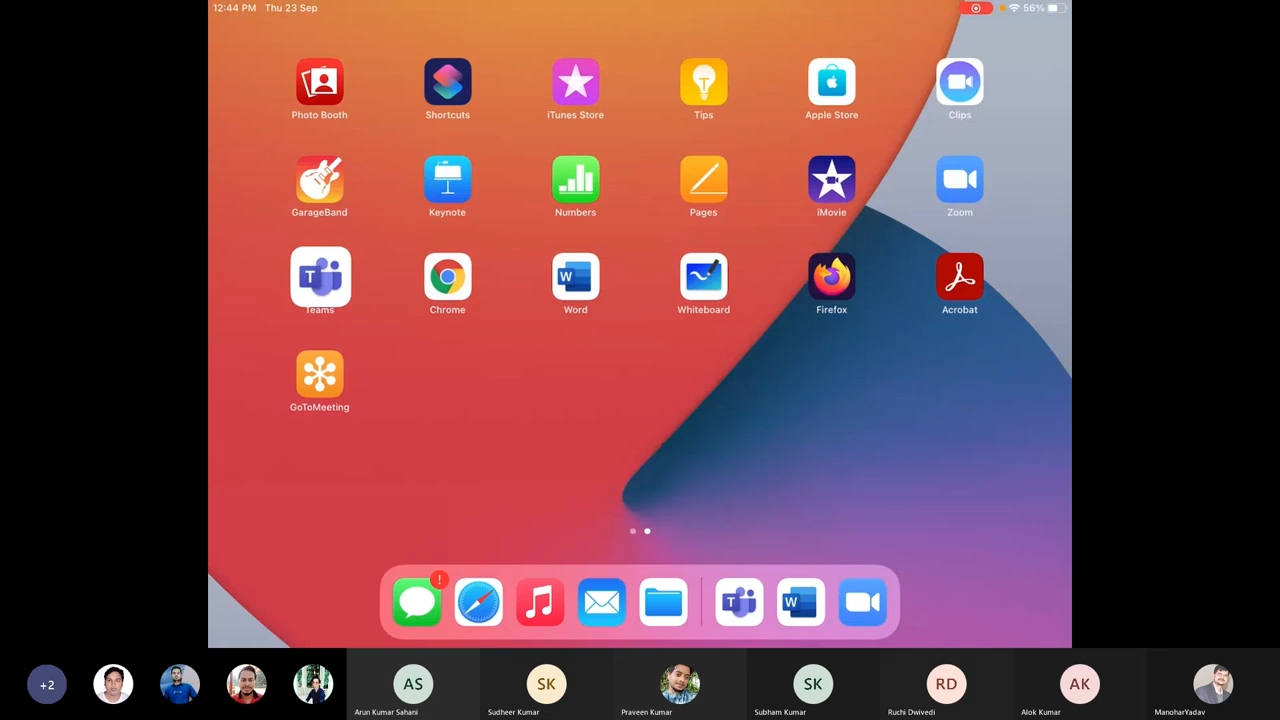 12:44 PM Thu 23 Sep
56%
Photo Booth
Shortcuts
iTunes Store
Tips
Apple Store
Clips
GarageBand
Keynote
Numbers
Pages
iMovie
Zoom
T
Teams
Chrome
W
Word
Whiteboard
Firefox
Acrobat
GoToMeeting
!
T
W
+2
AS
Arun Kumar Sahani
SK
Sudheer Kumar
Praveen Kumar
SK
Subham Kumar
RD
Ruchi Dwivedi
AK
Alok Kumar
ManoharYadav